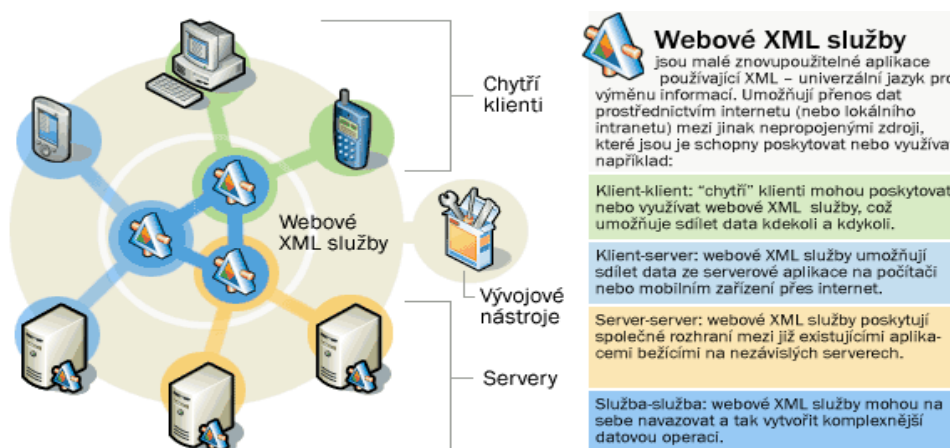 Chytří
klienti
Webové
XML služby
Vývojové
nástroje
Servery
Webové XML služby
jsou malé znovupoužitelné aplikace
používající XML – univerzální jazyk pro
výměnu informací. Umožňují přenos dat
prostřednictvím internetu (nebo lokálního
intranetu) mezi jinak nepropojenými zdroji,
které jsou je schopny poskytovat nebo využívat
například:
Klient-klient: “chytří” klienti mohou poskytovat
nebo využívat webové XML služby, což
umožňuje sdílet data kdekoli a kdykoli.
Klient-server: webové XML služby umožňují
sdílet data ze serverové aplikace na počítači
nebo mobilním zařízení přes internet.
Server-server: webové XML služby poskytují
společné rozhraní mezi již existujícími aplika-
cemi bežícími na nezávislých serverech.
Služba-služba: webové XML služby mohou na
sebe navazovat a tak vytvořit komplexnější
datovou operaci.